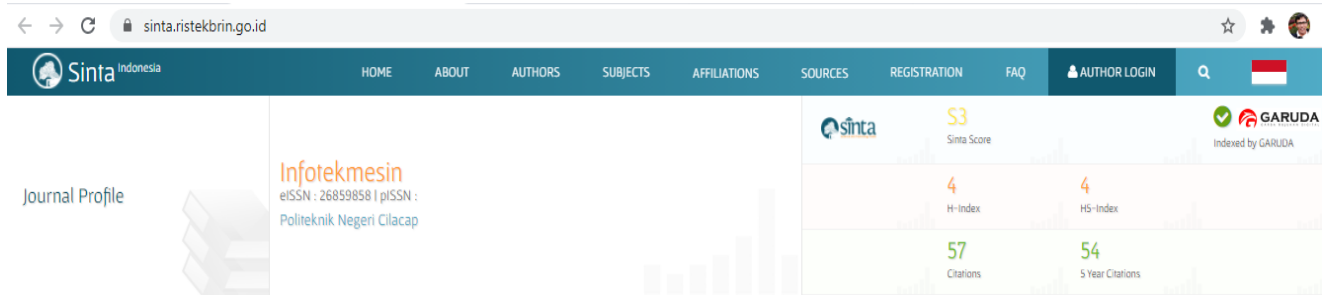 sinta.ristekbrin.go.id
Sinta Indonesia
HOME ABOUT AUTHORS SUBJECTS AFFILIATIONS SOURCES REGISTRATION FAQ AUTHOR LOGIN
Journal Profile
Infotekmesin
eISSN : 26859858 | pISSN :
Politeknik Negeri Cilacap
sinta
S3
Sinta Score
GARUDA
Indexed by GARUDA
4
H-Index
4
H5-Index
57
Citations
54
5 Year Citations